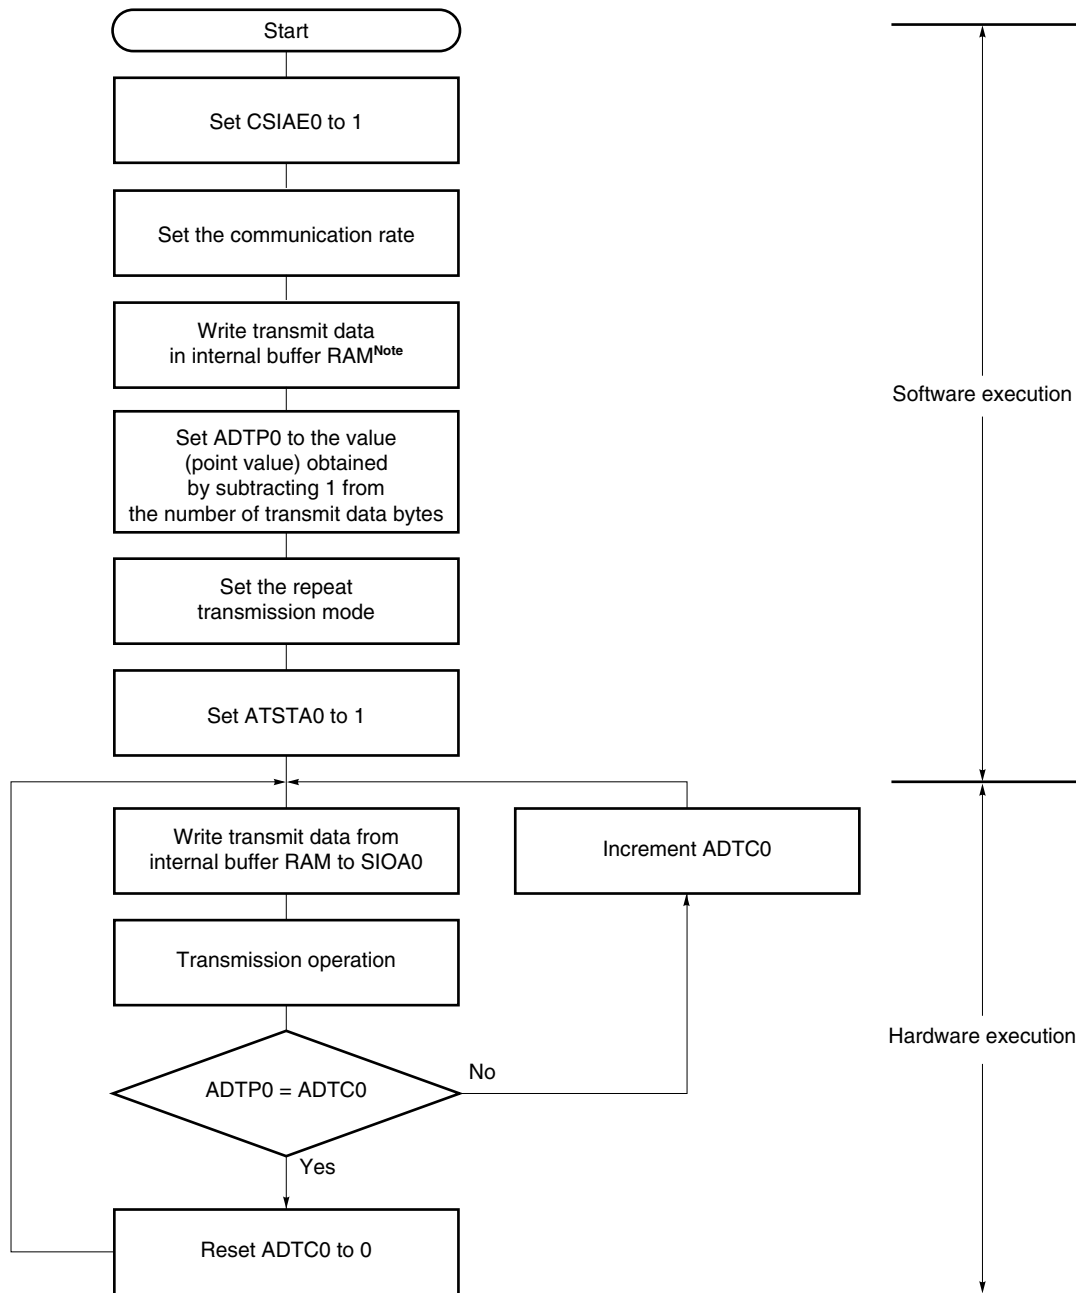 Start
Set CSIAE0 to 1
Set the communication rate
Write transmit data
in internal buffer RAMNote
Set ADTP0 to the value
(point value) obtained
by subtracting 1 from
the number of transmit data bytes
Set the repeat
transmission mode
Set ATSTA0 to 1
Software execution
Write transmit data from
internal buffer RAM to SIOA0
Increment ADTC0
Transmission operation
Hardware execution
ADTP0 = ADTC0
No
Yes
Reset ADTC0 to 0